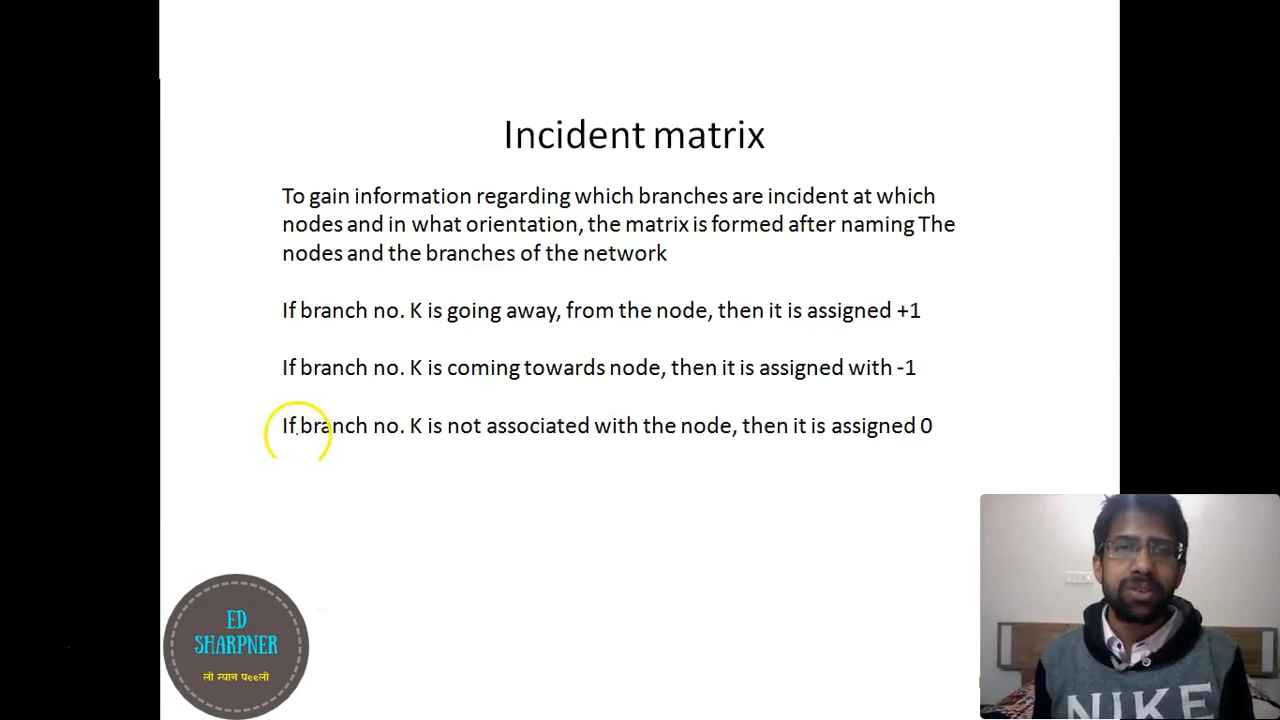 Incident matrix
To gain information regarding which branches are incident at which
nodes and in what orientation, the matrix is formed after naming The
nodes and the branches of the network
If branch no. K is going away, from the node, then it is assigned +1
If branch no. K is coming towards node, then it is assigned with -1
If branch no. K is not associated with the node, then it is assigned 0
ED
SHARPNER
लो ग्यान पeeलो
NIKE